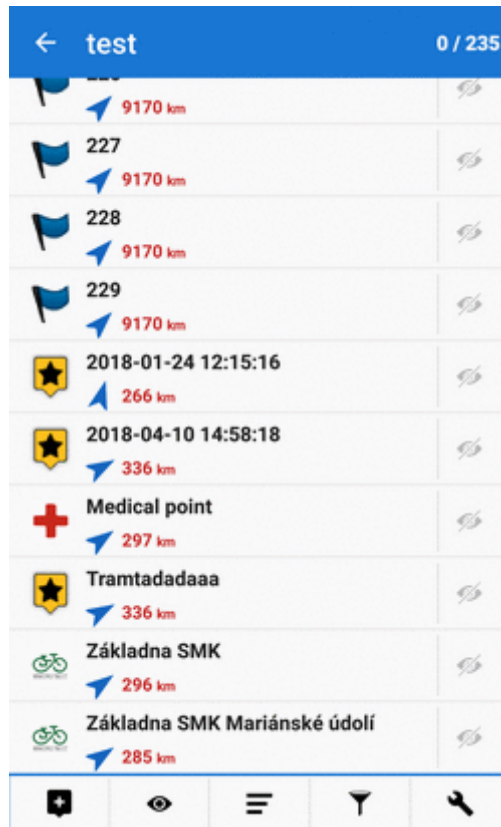 test
0 / 235
9170 km
227
9170 km
228
9170 km
229
9170 km
2018-01-24 12:15:16
266 km
2018-04-10 14:58:18
336 km
Medical point
297 km
Tramtadadaaa
336 km
Základna SMK
296 km
Základna SMK Mariánské údolí
285 km